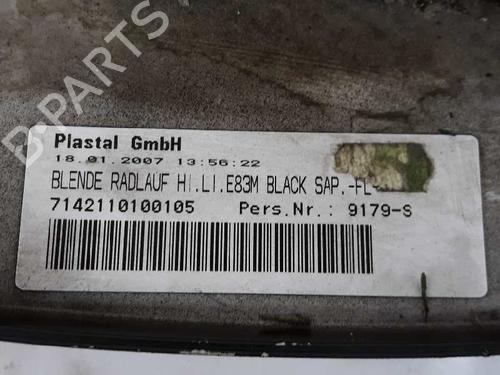 Plastal GmbH
18.01.2007 13:56:22
BLENDE RADLAUF HI.LI.E83M BLACK SAP.-FL-
7142110100105 Pers.Nr.: 9179-S
B-PARTS